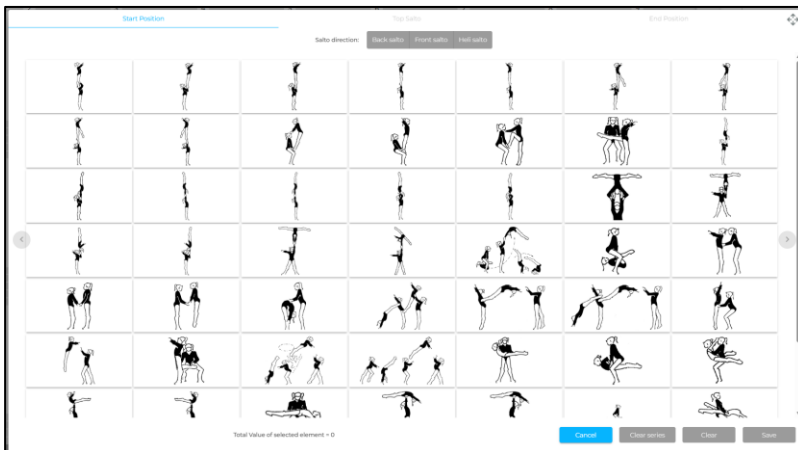 Start Position Top Salto End Position
Salto direction: Back salto Front salto Hell salto
Total Value of selected element = 0 Cancel Clear series Clear Save